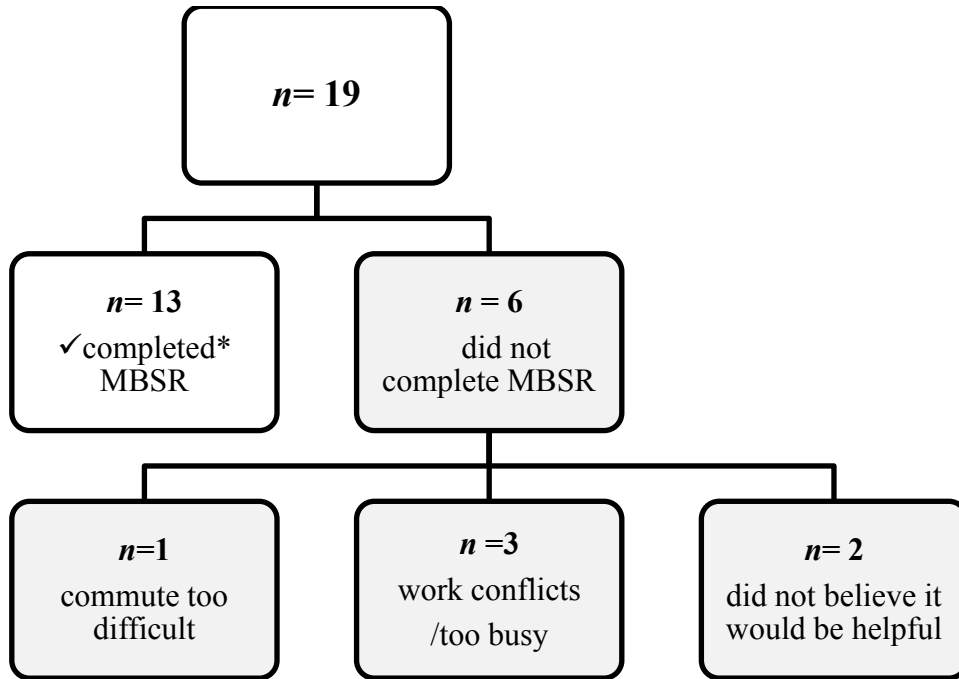 n= 19
n= 13
✓completed*
MBSR
n = 6
did not
complete MBSR
n=1
commute too
difficult
n =3
work conflicts
/too busy
n= 2
did not believe it
would be helpful